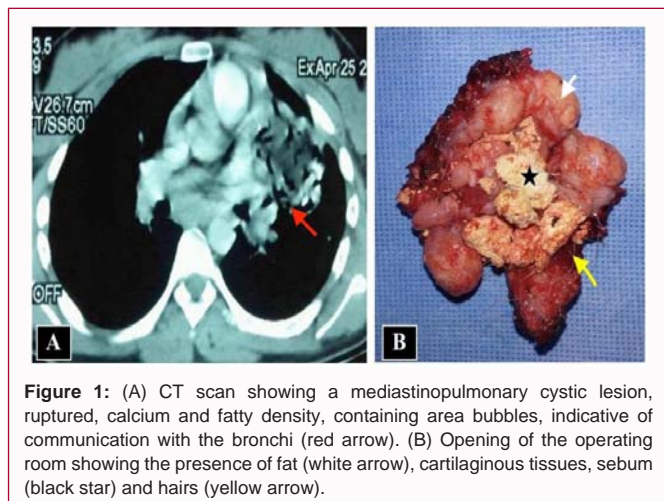 3.5
9
ExApr 25 2
DV26.7cm
FT/SS60
OFF
A
B
Figure 1: (A) CT scan showing a mediastinopulmonary cystic lesion,
ruptured, calcium and fatty density, containing area bubbles, indicative of
communication with the bronchi (red arrow). (B) Opening of the operating
room showing the presence of fat (white arrow), cartilaginous tissues, sebum
(black star) and hairs (yellow arrow).